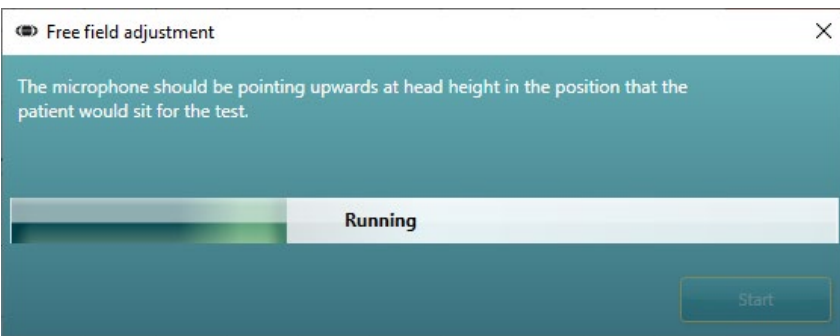 Free field adjustment
The microphone should be pointing upwards at head height in the position that the
patient would sit for the test.
Running
Start